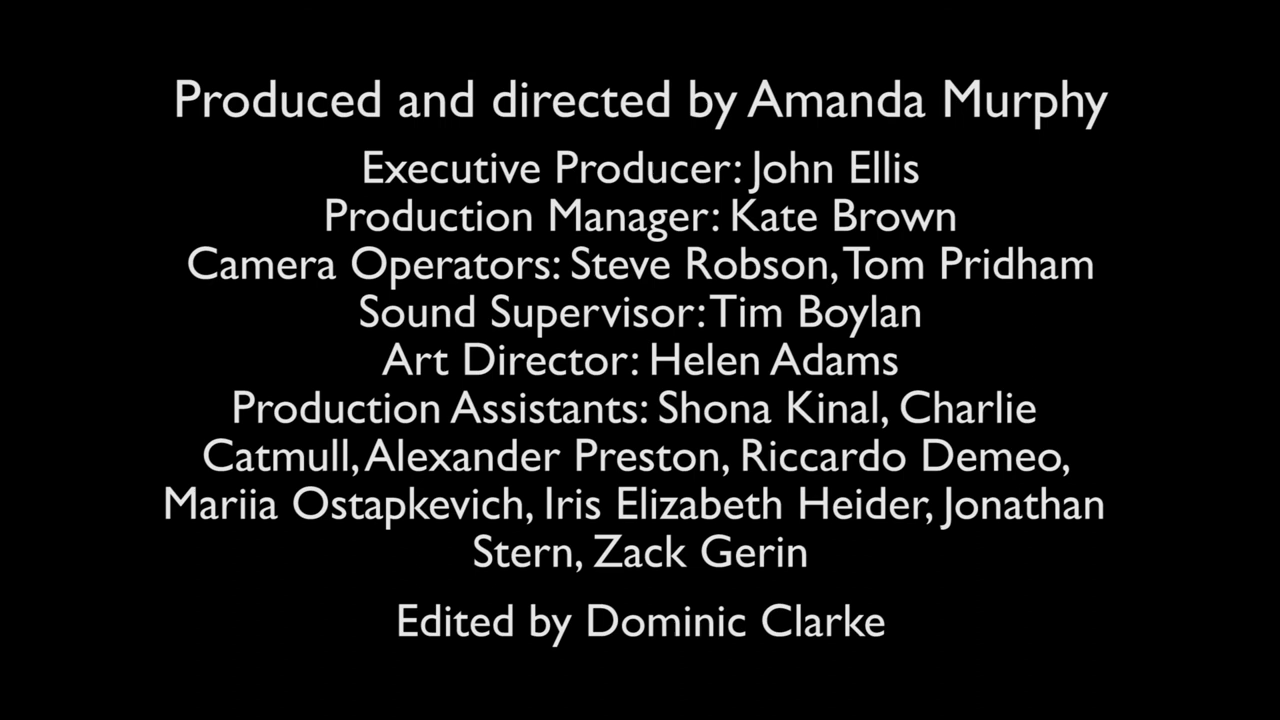 Produced and directed by Amanda Murphy
Executive Producer: John Ellis
Production Manager: Kate Brown
Camera Operators: Steve Robson, Tom Pridham
Sound Supervisor: Tim Boylan
Art Director: Helen Adams
Production Assistants: Shona Kinal, Charlie
Catmull, Alexander Preston, Riccardo Demeo,
Mariia Ostapkevich, Iris Elizabeth Heider, Jonathan
Stern, Zack Gerin
Edited by Dominic Clarke